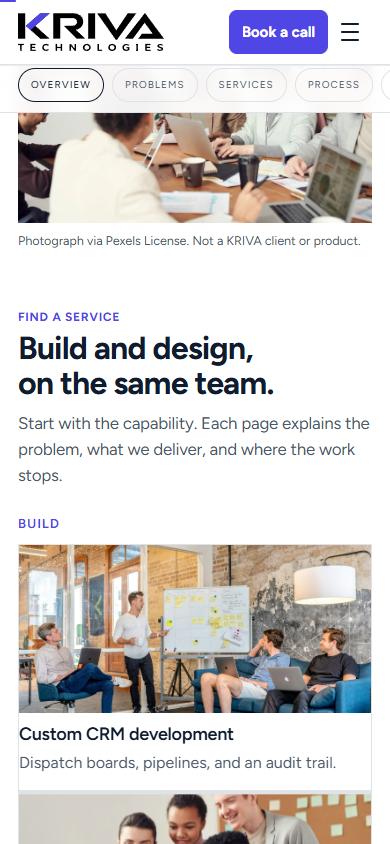 KRIVA
TECHNOLOGIES
Book a call
OVERVIEW
PROBLEMS
SERVICES
PROCESS
Photograph via Pexels License. Not a KRIVA client or product.
FIND A SERVICE
Build and design,
on the same team.
Start with the capability. Each page explains the
problem, what we deliver, and where the work
stops.
BUILD
Custom CRM development
Dispatch boards, pipelines, and an audit trail.